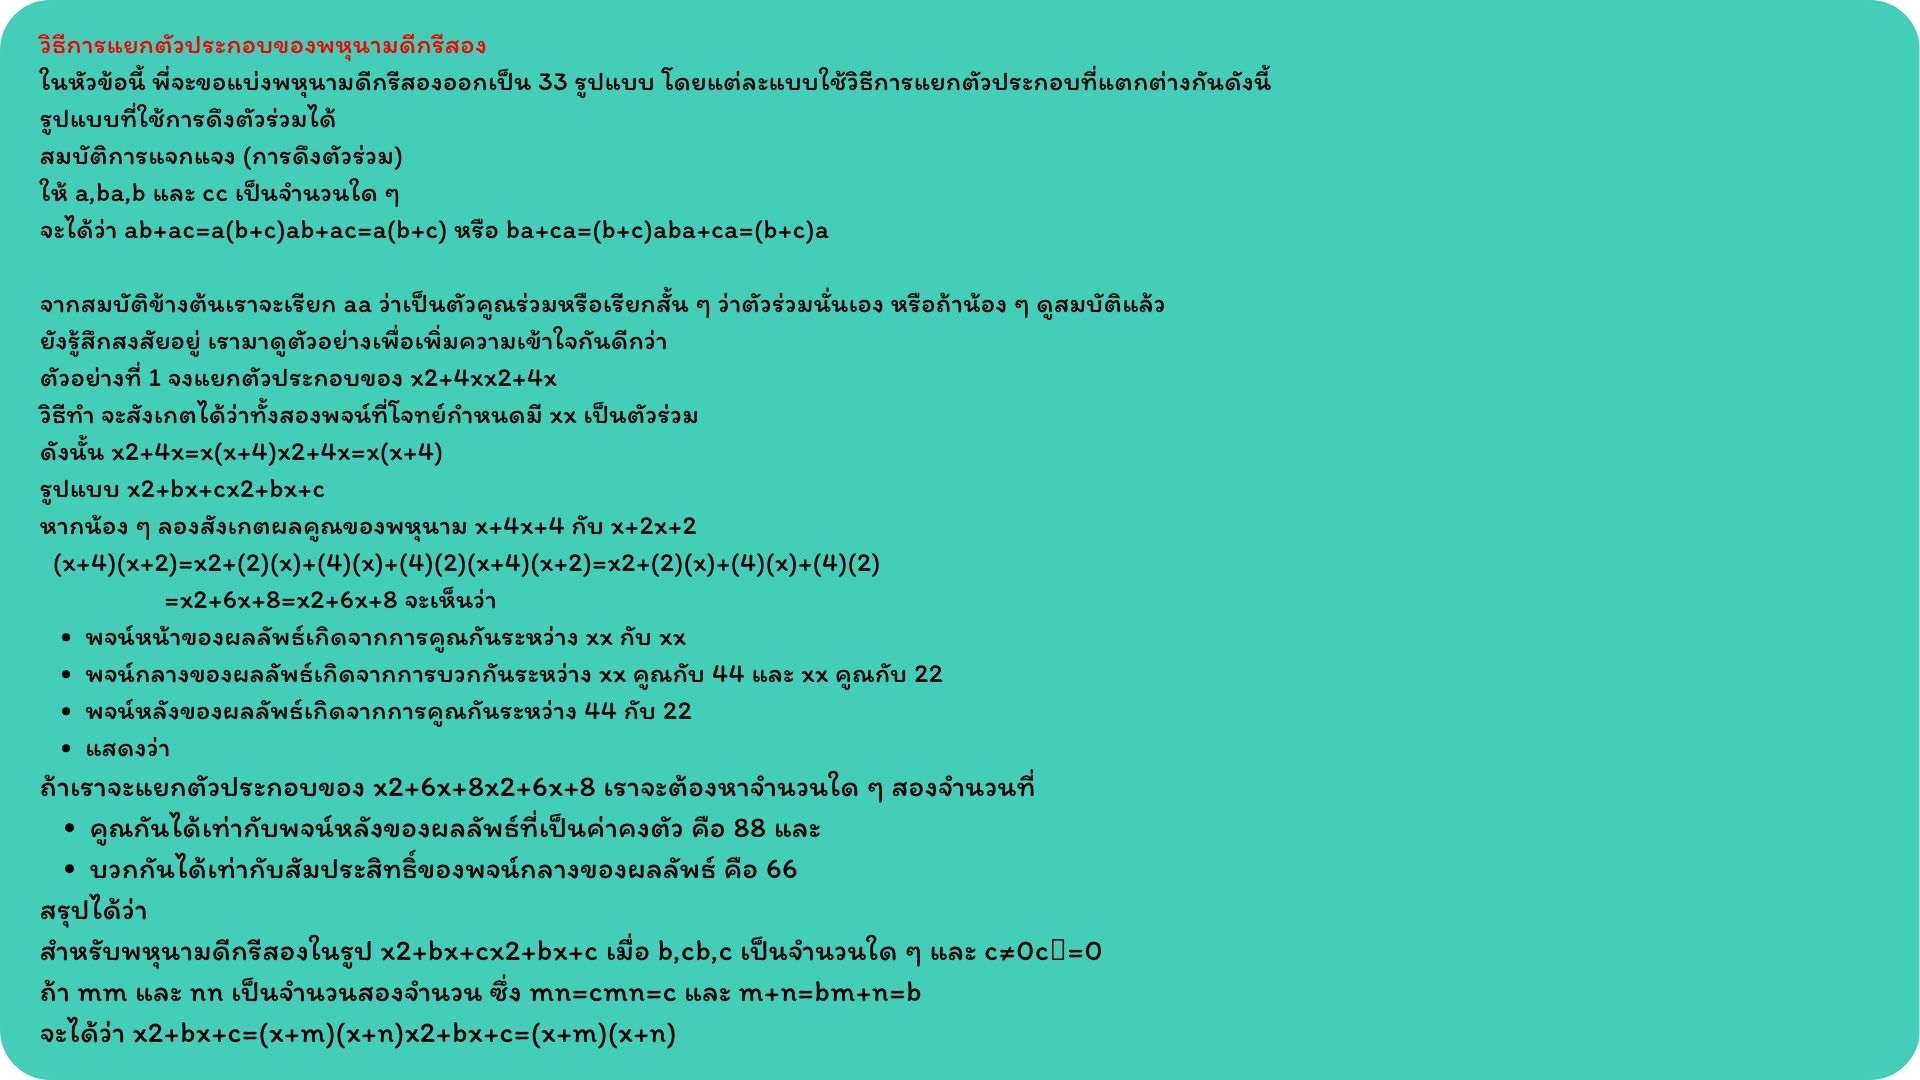 วิธีการแยกตัวประกอบของพหุนามดีกรีสอง
ในหัวข้อนี้ พี่จะขอแบ่งพหุนามดีกรีสองออกเป็น 33 รูปแบบ โดยแต่ละแบบใช้วิธีการแยกตัวประกอบที่แตกต่างกันดังนี้
รูปแบบที่ใช้การดึงตัวร่วมได้
สมบัติการแจกแจง (การดึงตัวร่วม)
ให้ a,ba,b และ cc เป็นจำนวนใด ๆ
จะได้ว่า ab+ac=a(b+c)ab+ac=a(b+c) หรือ ba+ca=(b+c)aba+ca=(b+c)a
จากสมบัติข้างต้นเราจะเรียก aa ว่าเป็นตัวคูณร่วมหรือเรียกสั้น ๆ ว่าตัวร่วมนั่นเอง หรือถ้าน้อง ๆ ดูสมบัติแล้ว
ยังรู้สึกสงสัยอยู่ เรามาดูตัวอย่างเพื่อเพิ่มความเข้าใจกันดีกว่า
ตัวอย่างที่ 1 จงแยกตัวประกอบของ x2+4xx2+4x
วิธีทำ จะสังเกตได้ว่าทั้งสองพจน์ที่โจทย์กำหนดมี xx เป็นตัวร่วม
ดังนั้น x2+4x=x(x+4)x2+4x=x(x+4)
รูปแบบ x2+bx+cx2+bx+c
หากน้อง ๆ ลองสังเกตผลคูณของพหุนาม x+4x+4 กับ x+2x+2
(x+4)(x+2)=x2+(2)(x)+(4)(x)+(4)(2)(x+4)(x+2)=x2+(2)(x)+(4)(x)+(4)(2)
=x2+6x+8=x2+6x+8 จะเห็นว่า
• พจน์หน้าของผลลัพธ์เกิดจากการคูณกันระหว่าง xx กับ xx
• พจน์กลางของผลลัพธ์เกิดจากการบวกกันระหว่าง xx คูณกับ 44 และ xx คูณกับ 22
• พจน์หลังของผลลัพธ์เกิดจากการคูณกันระหว่าง 44 กับ 22
• แสดงว่า
ถ้าเราจะแยกตัวประกอบของ x2+6x+8x2+6x+8 เราจะต้องหาจำนวนใด ๆ สองจำนวนที่
• คูณกันได้เท่ากับพจน์หลังของผลลัพธ์ที่เป็นค่าคงตัว คือ 88 และ
• บวกกันได้เท่ากับสัมประสิทธิ์ของพจน์กลางของผลลัพธ์ คือ 66
สรุปได้ว่า
สำหรับพหุนามดีกรีสองในรูป x2+bx+cx2+bx+c เมื่อ b,cb,c เป็นจำนวนใด ๆ และ c≠0c▯=0
ถ้า mm และ nn เป็นจำนวนสองจำนวน ซึ่ง mn=cmn=c และ m+n=bm+n=b
จะได้ว่า x2+bx+c=(x+m)(x+n)x2+bx+c=(x+m)(x+n)